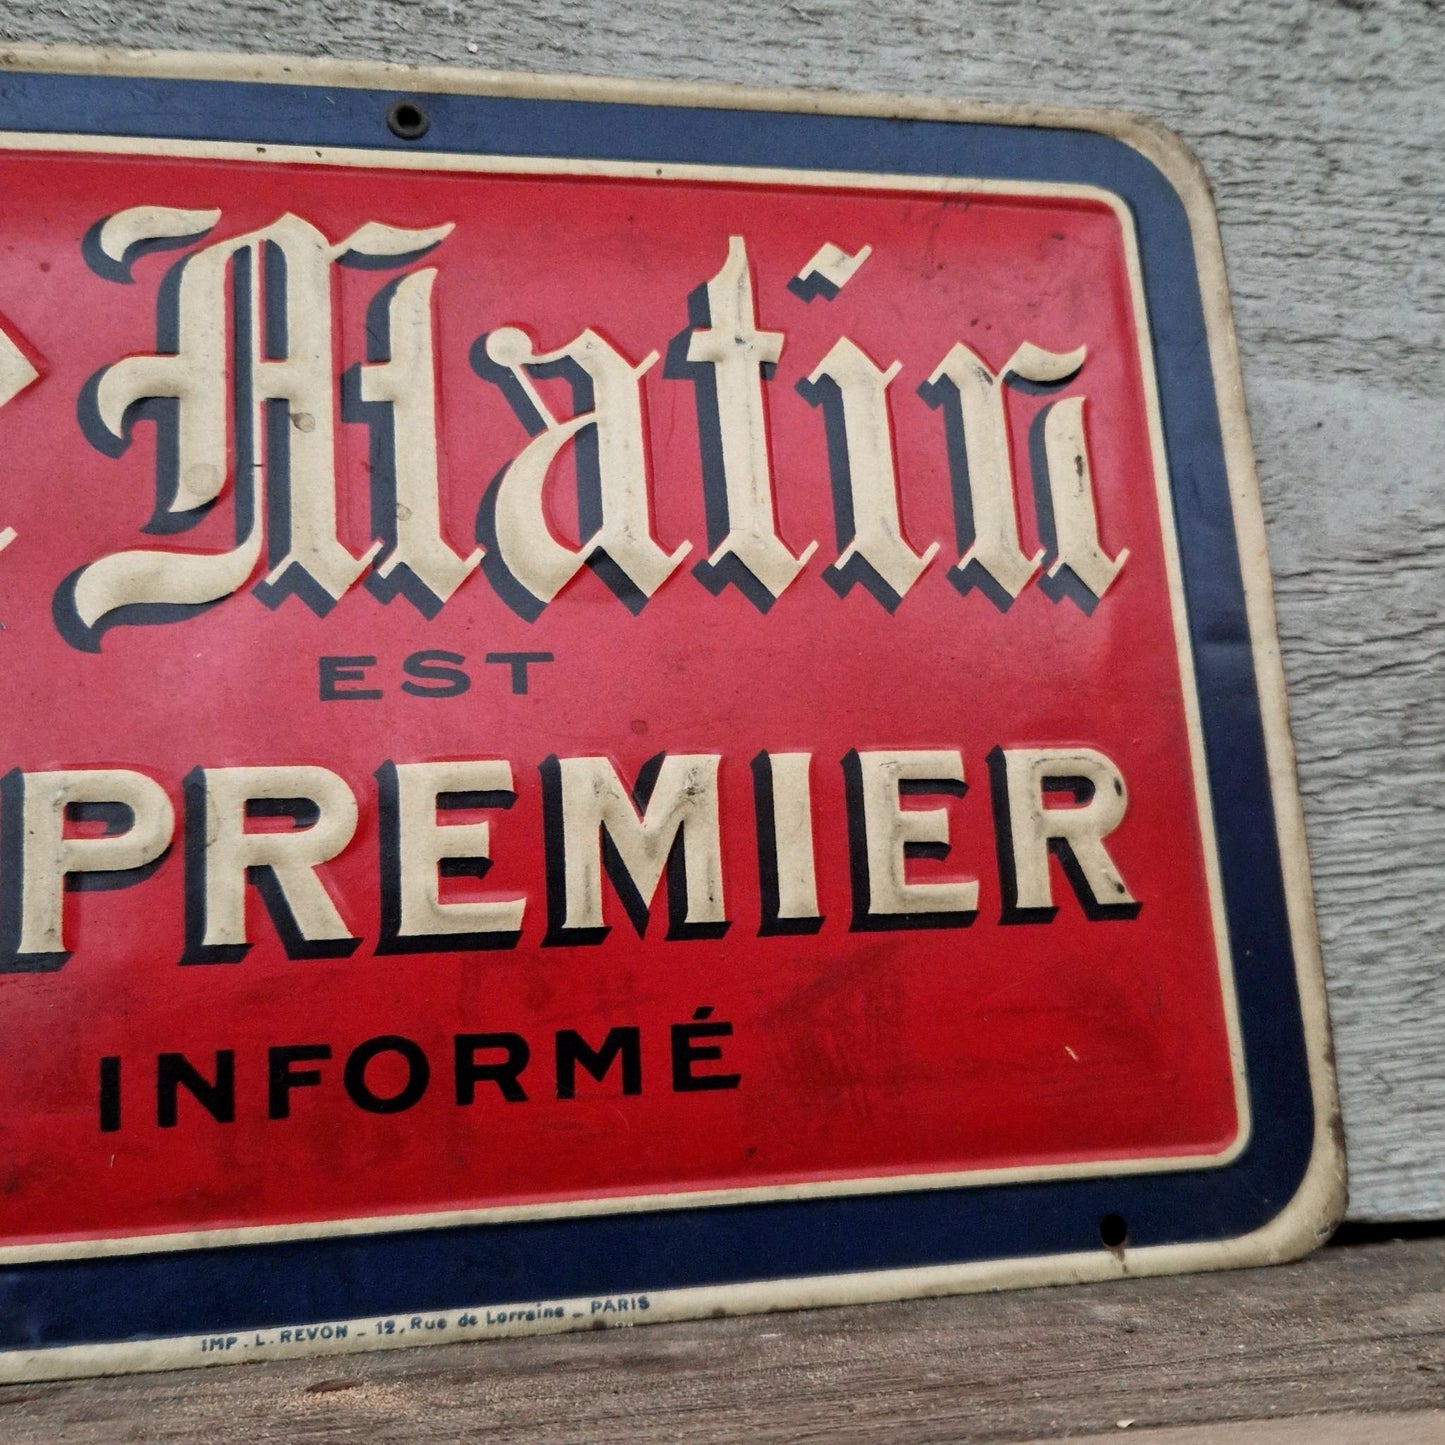 e Matin
EST
PREMIER
INFORMÉ
IMP. L. REVON - 12, Rue de Lorraine - PARIS